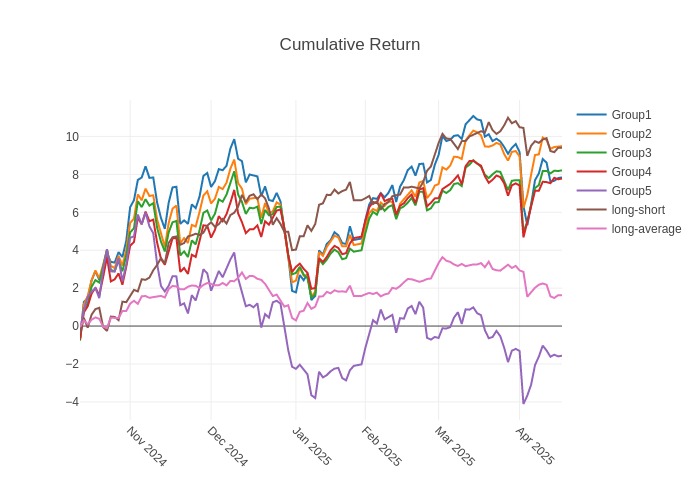 Cumulative Return
10
8
6
4
2
0
−2
−4
Nov 2024
Dec 2024
Jan 2025
Feb 2025
Mar 2025
Apr 2025
Group1
Group2
Group3
Group4
Group5
long-short
long-average